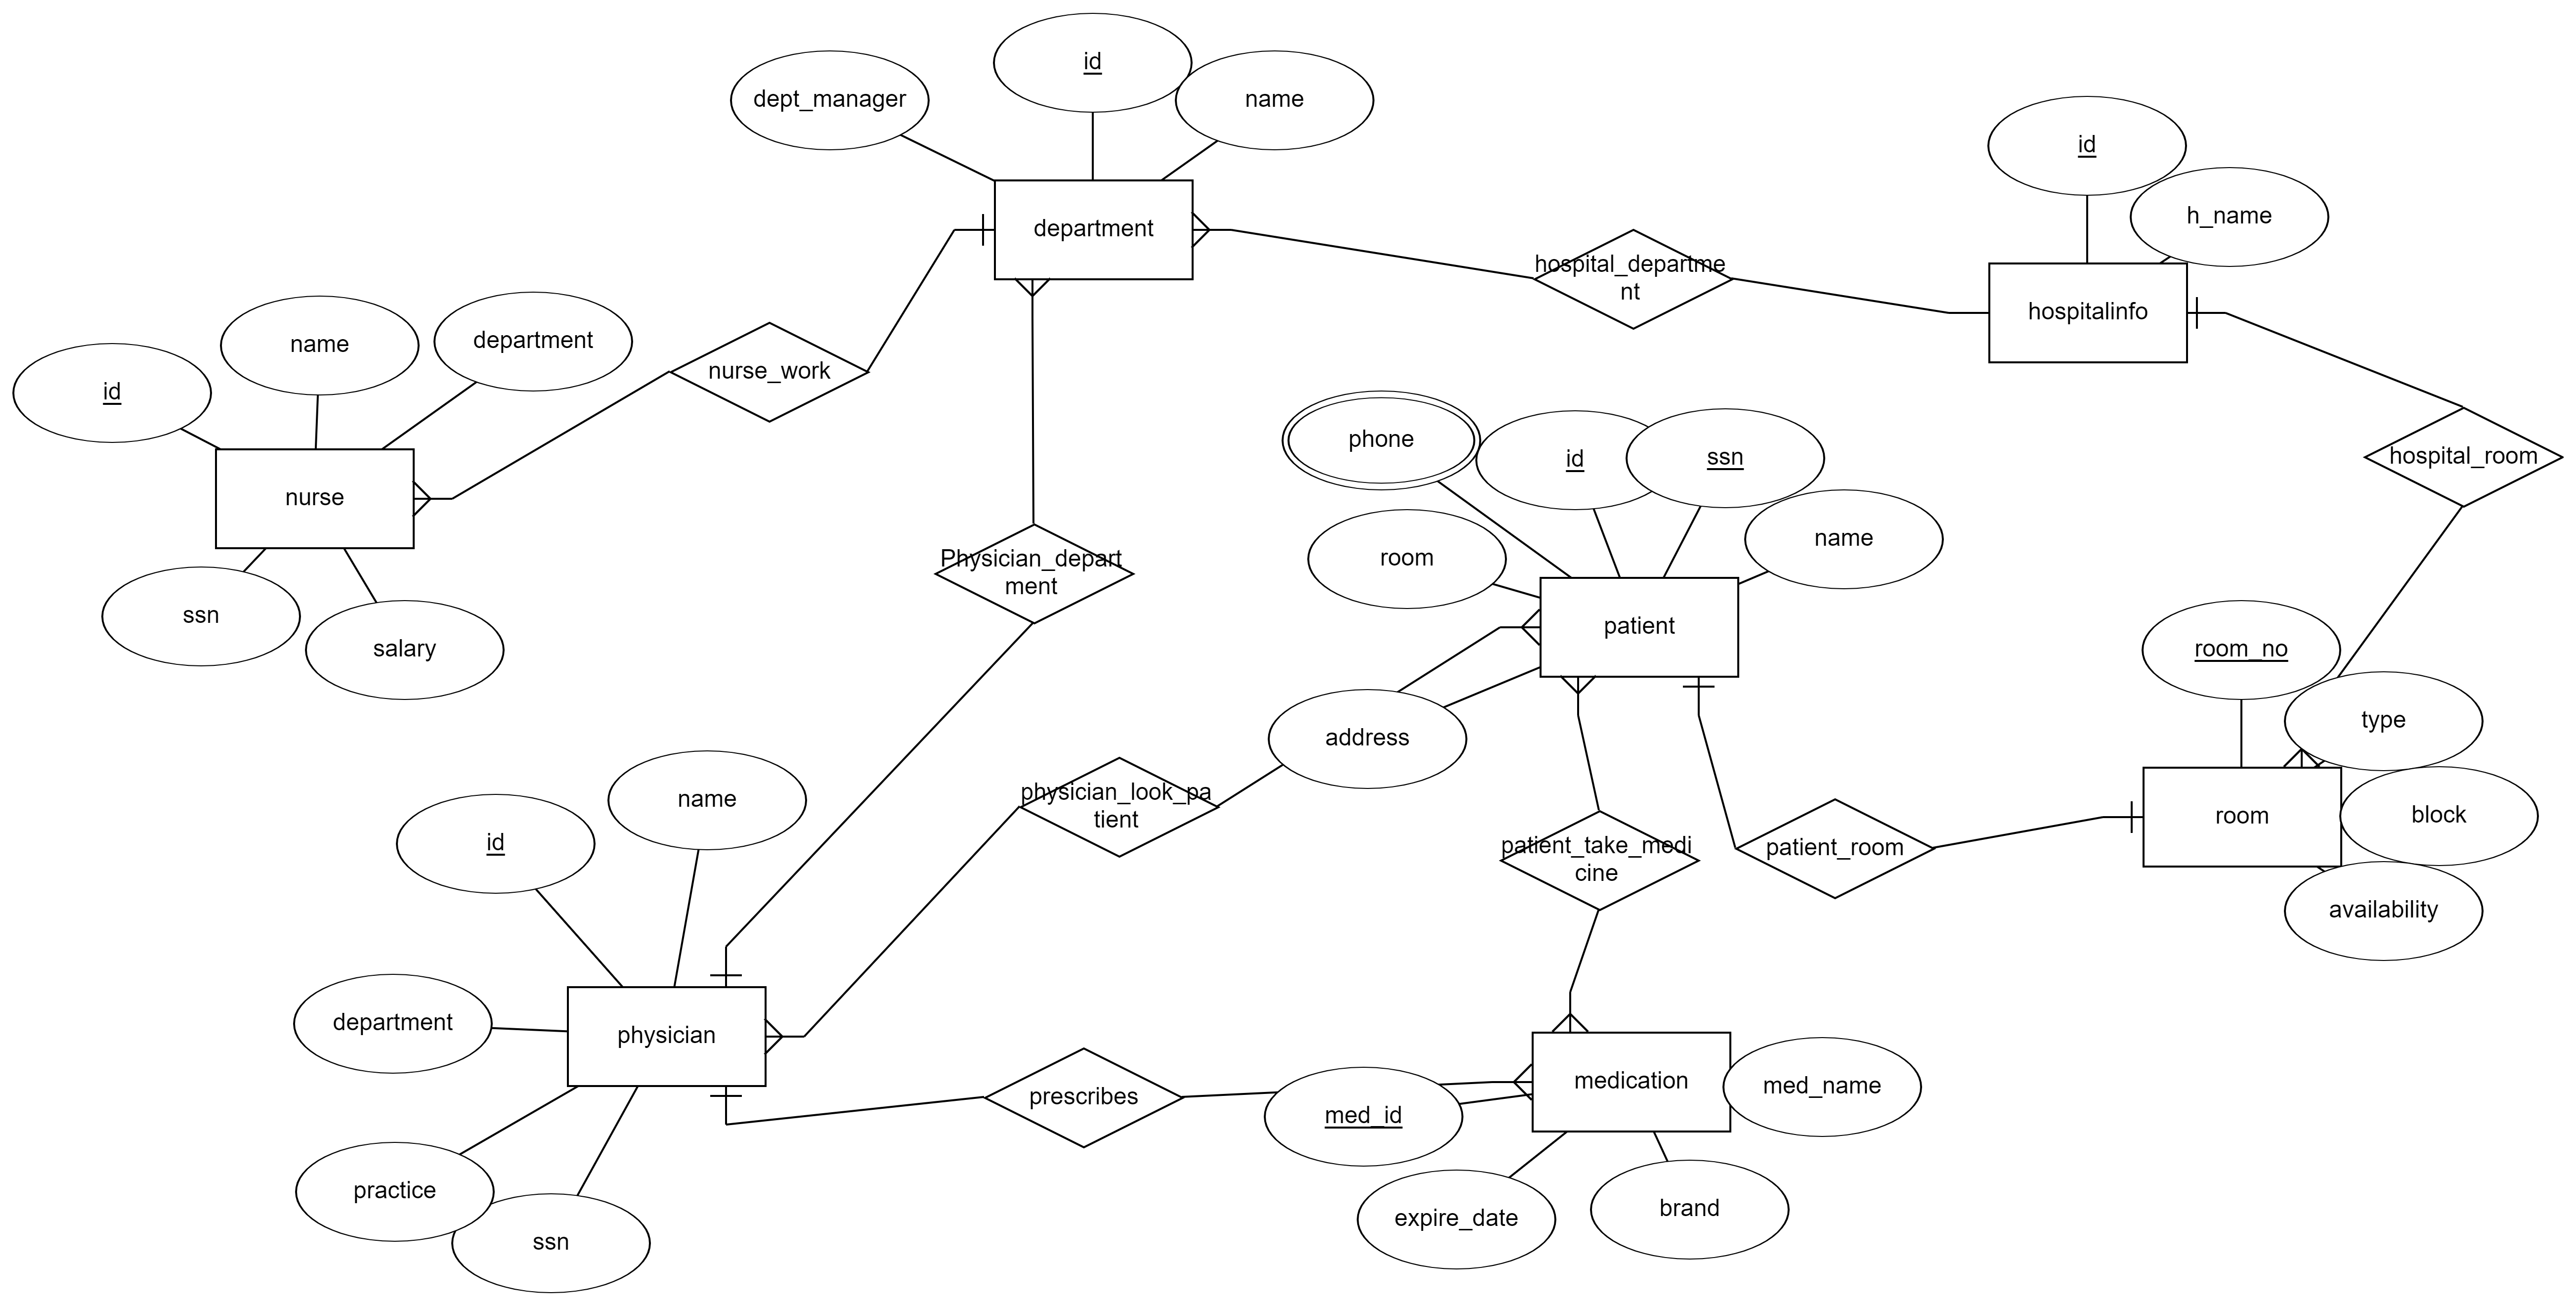 id
dept_manager
name
id
h_name
department
hospital_departme
nt
hospitalinfo
name
department
id
nurse_work
phone
id
ssn
hospital_room
nurse
name
Physician_depart
ment
room
ssn
salary
patient
room_no
type
address
name
id
physician_look_pa
tient
patient_take_medi
cine
patient_room
room
block
availability
department
physician
prescribes
medication
med_name
med_id
practice
ssn
expire_date
brand